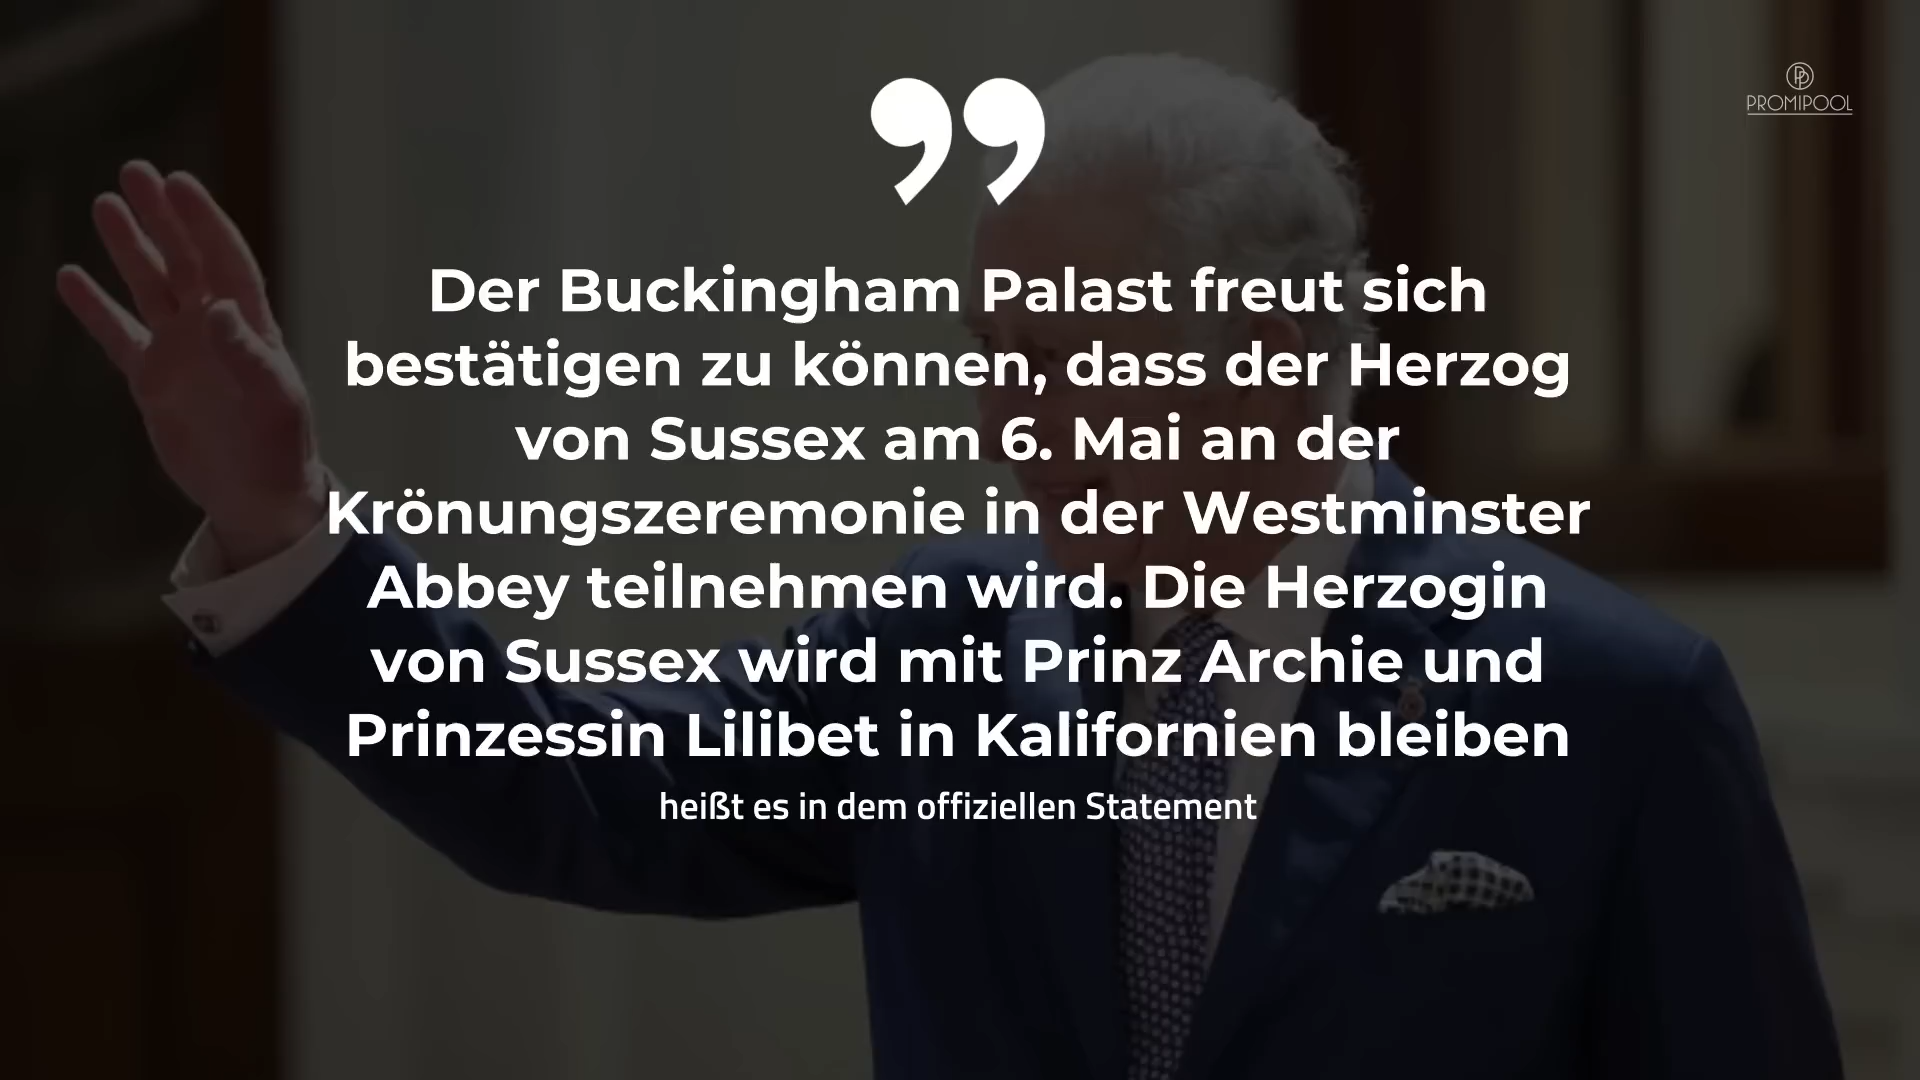 PROMIPOOL
”
Der Buckingham Palast freut sich
bestätigen zu können, dass der Herzog
von Sussex am 6. Mai an der
Krönungszeremonie in der Westminster
Abbey teilnehmen wird. Die Herzogin
von Sussex wird mit Prinz Archie und
Prinzessin Lilibet in Kalifornien bleiben
heißt es in dem offiziellen Statement